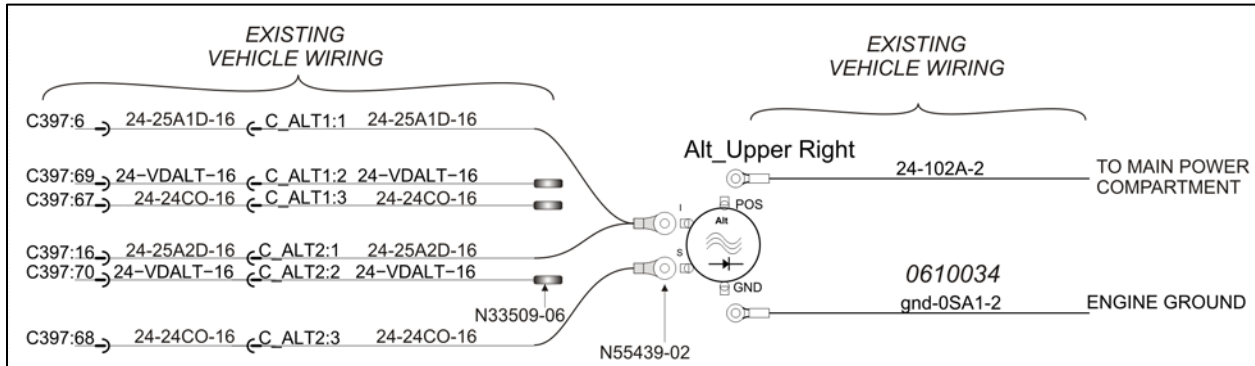 EXISTING
VEHICLE WIRING
EXISTING
VEHICLE WIRING
C397:6 24-25A1D-16 C_ALT1:1 24-25A1D-16
Alt_Upper Right
24-102A-2 TO MAIN POWER
COMPARTMENT
C397:69 24-VDALT-16 C_ALT1:2 24-VDALT-16
C397:67 24-24CO-16 C_ALT1:3 24-24CO-16
POS
I
Alt
C397:16 24-25A2D-16 C_ALT2:1 24-25A2D-16
S
C397:70 24-VDALT-16 C_ALT2:2 24-VDALT-16
GND
0610034
gnd-0SA1-2 ENGINE GROUND
N33509-06
C397:68 24-24CO-16 C_ALT2:3 24-24CO-16
N55439-02